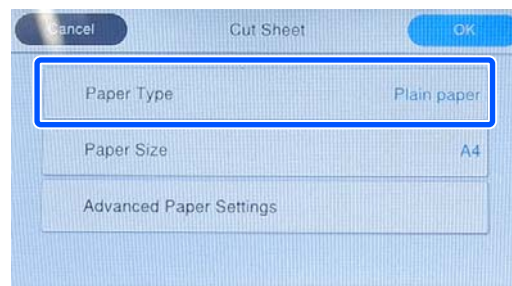 Cancel Cut Sheet OK
Paper Type Plain paper
Paper Size A4
Advanced Paper Settings